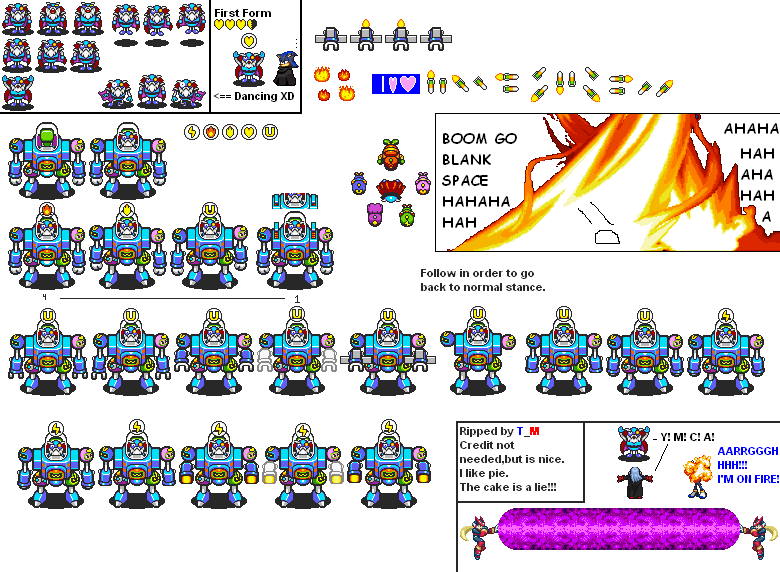 First Form
<== Dancing XD
I
BOOM GO
BLANK
SPACE
HAHAHA
HAH
AHAHA
HAH
AHA
HAH
A
Follow in order to go
back to normal stance.
4
1
U
U
U
U
U
U
U
U
U
Ripped by T_M
Credit not
needed,but is nice.
I like pie.
The cake is a lie!!!
- Y! M! C! A!
AARRGGGH
HHH!!!
I'M ON FIRE!